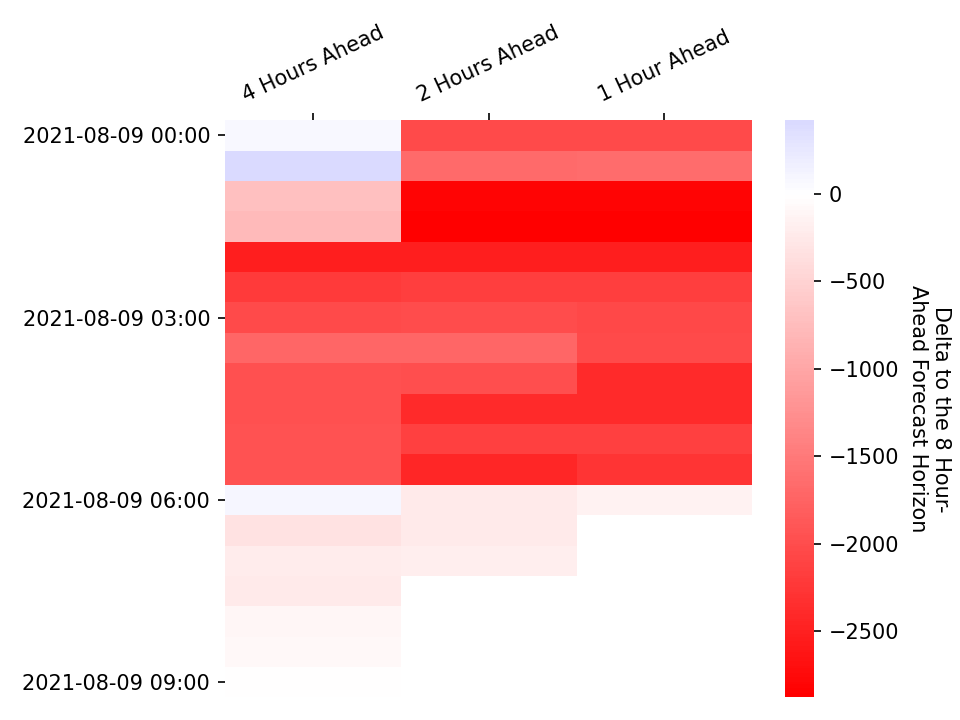 4 Hours Ahead
2 Hours Ahead
1 Hour Ahead
2021-08-09 00:00
2021-08-09 03:00
2021-08-09 06:00
2021-08-09 09:00
0
−500
−1000
−1500
−2000
−2500
Delta to the 8 Hour-
Ahead Forecast Horizon